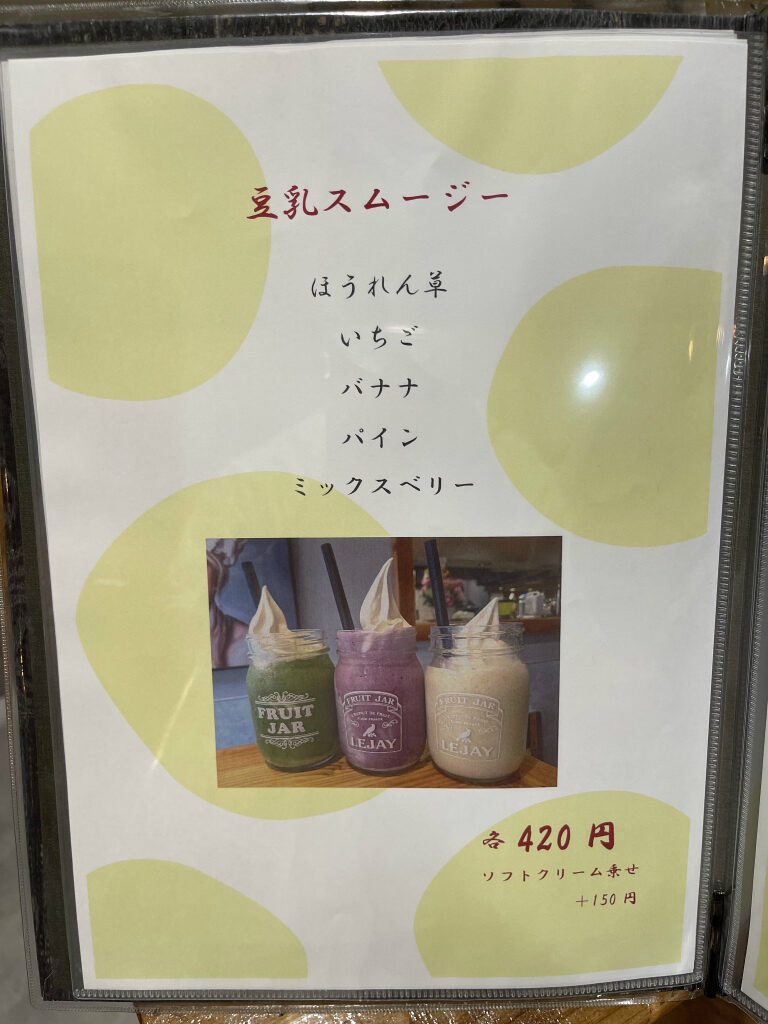 豆乳スムージー
ほうれん草
いちご
バナナ
パイン
ミックスベリー
FRUIT
JAR
FRUIT JAR
LEJAY
FRUIT JAR
LEJAY
各 420 円
ソフトクリーム乗せ
+150 円